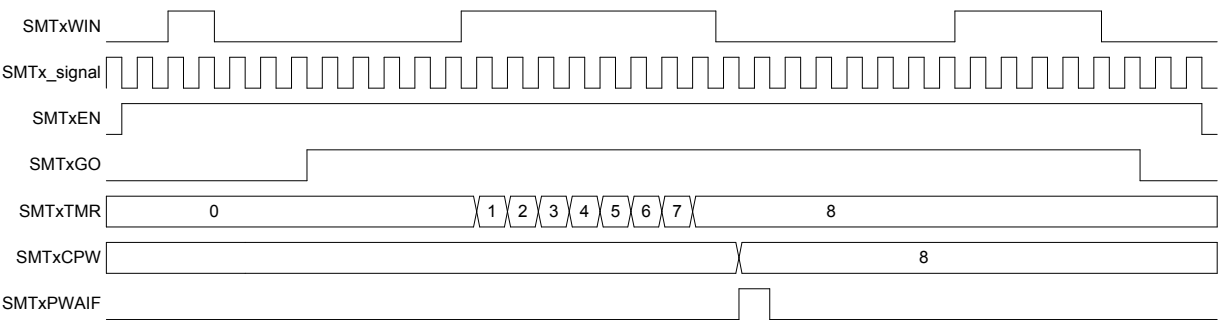 SMTxWIN
SMTx_signal
SMTxEN
SMTxGO
SMTxTMR 0 1 2 3 4 5 6 7 8
SMTxCPW 8
SMTxPWAIF